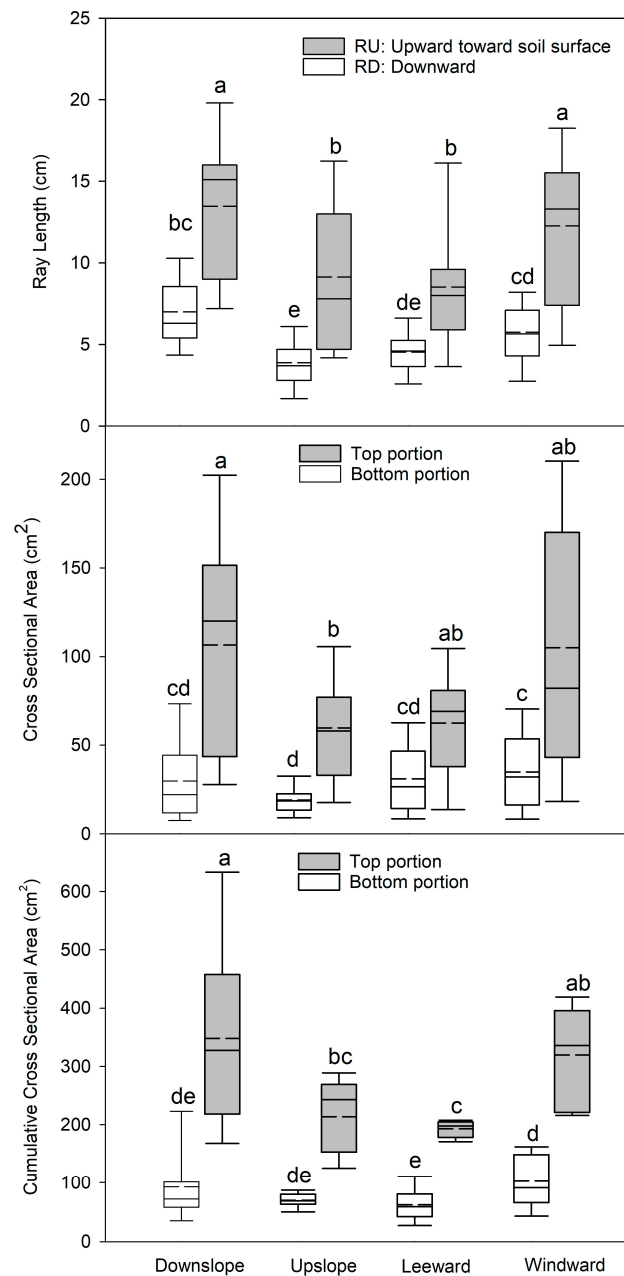 25
RU: Upward toward soil surface
RD: Downward
a
20
a
b
b
15
bc
cd
10
de
e
5
0
Ray Length (cm)
Top portion
Bottom portion
a
ab
200
150
b
ab
100
cd
cd
c
d
50
0
Cross Sectional Area (cm²)
Top portion
Bottom portion
a
600
500
ab
400
bc
300
de
c
200
d
de
e
100
0
Cumulative Cross Sectional Area (cm²)
Downslope Upslope Leeward Windward